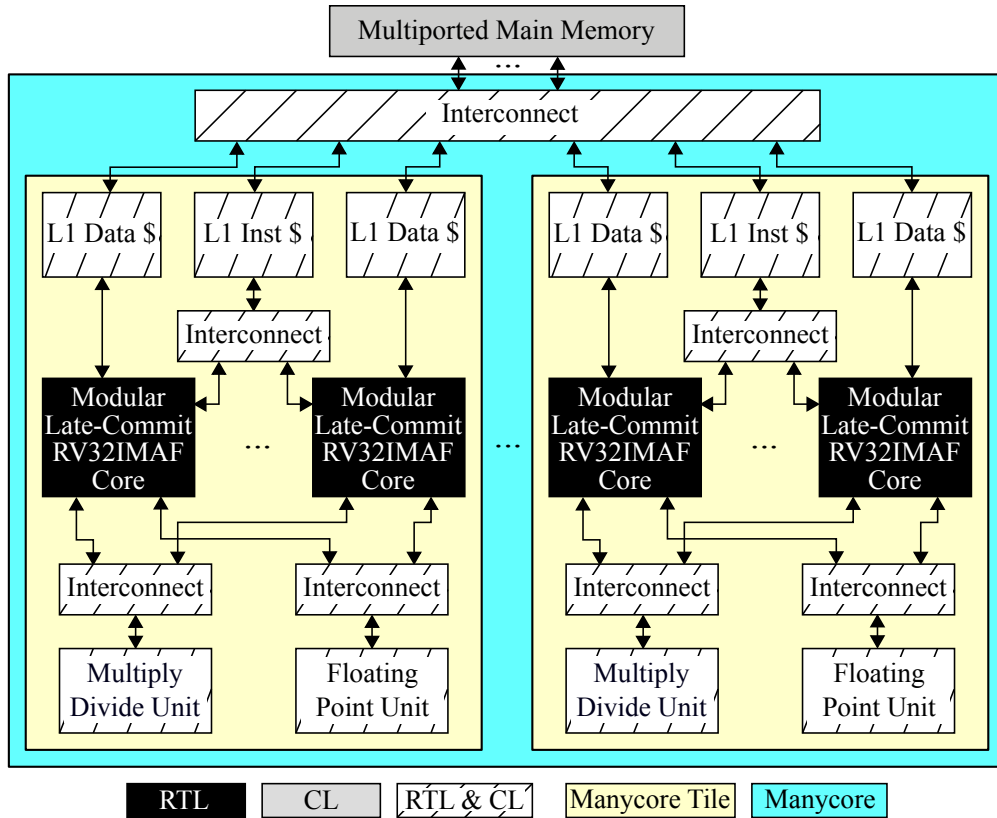 Multiported Main Memory
...
Interconnect
L1 Data $
L1 Inst $
L1 Data $
L1 Data $
L1 Inst $
L1 Data $
Interconnect
Interconnect
Modular
Late-Commit
RV32IMAF
Core
...
Modular
Late-Commit
RV32IMAF
Core
...
Modular
Late-Commit
RV32IMAF
Core
...
Modular
Late-Commit
RV32IMAF
Core
Interconnect
Interconnect
Interconnect
Interconnect
Multiply
Divide Unit
Floating
Point Unit
Multiply
Divide Unit
Floating
Point Unit
RTL
CL
RTL & CL
Manycore Tile
Manycore